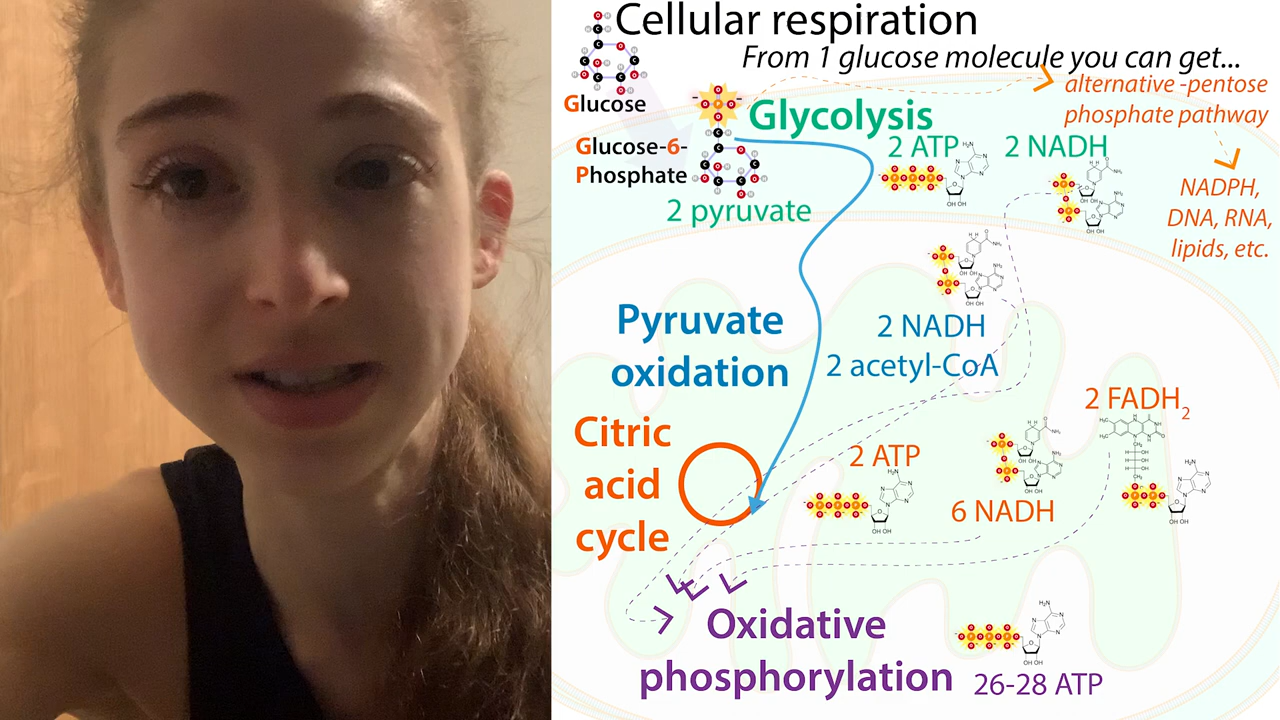 Cellular respiration
From 1 glucose molecule you can get...
Glucose
alternative -pentose
phosphate pathway
Glycolysis
Glucose-6-
Phosphate
2 ATP
2 NADH
2 pyruvate
NADPH,
DNA, RNA,
lipids, etc.
Pyruvate
oxidation
2 NADH
2 acetyl-CoA
Citric
acid
cycle
2 ATP
6 NADH
2 FADH2
Oxidative
phosphorylation
26-28 ATP